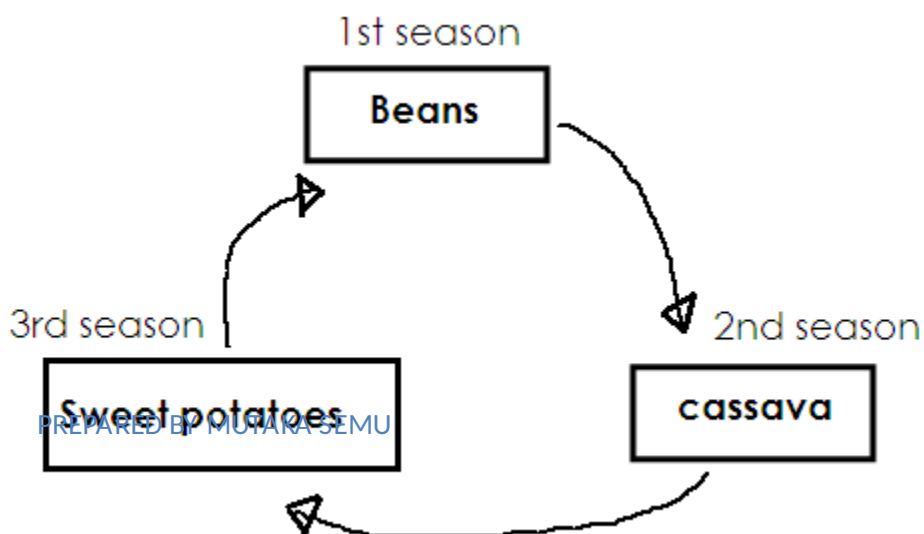 1st season
Beans
3rd season
2nd season
Sweet potatoes
cassava
PREPARED BY MUTAKA SEMU